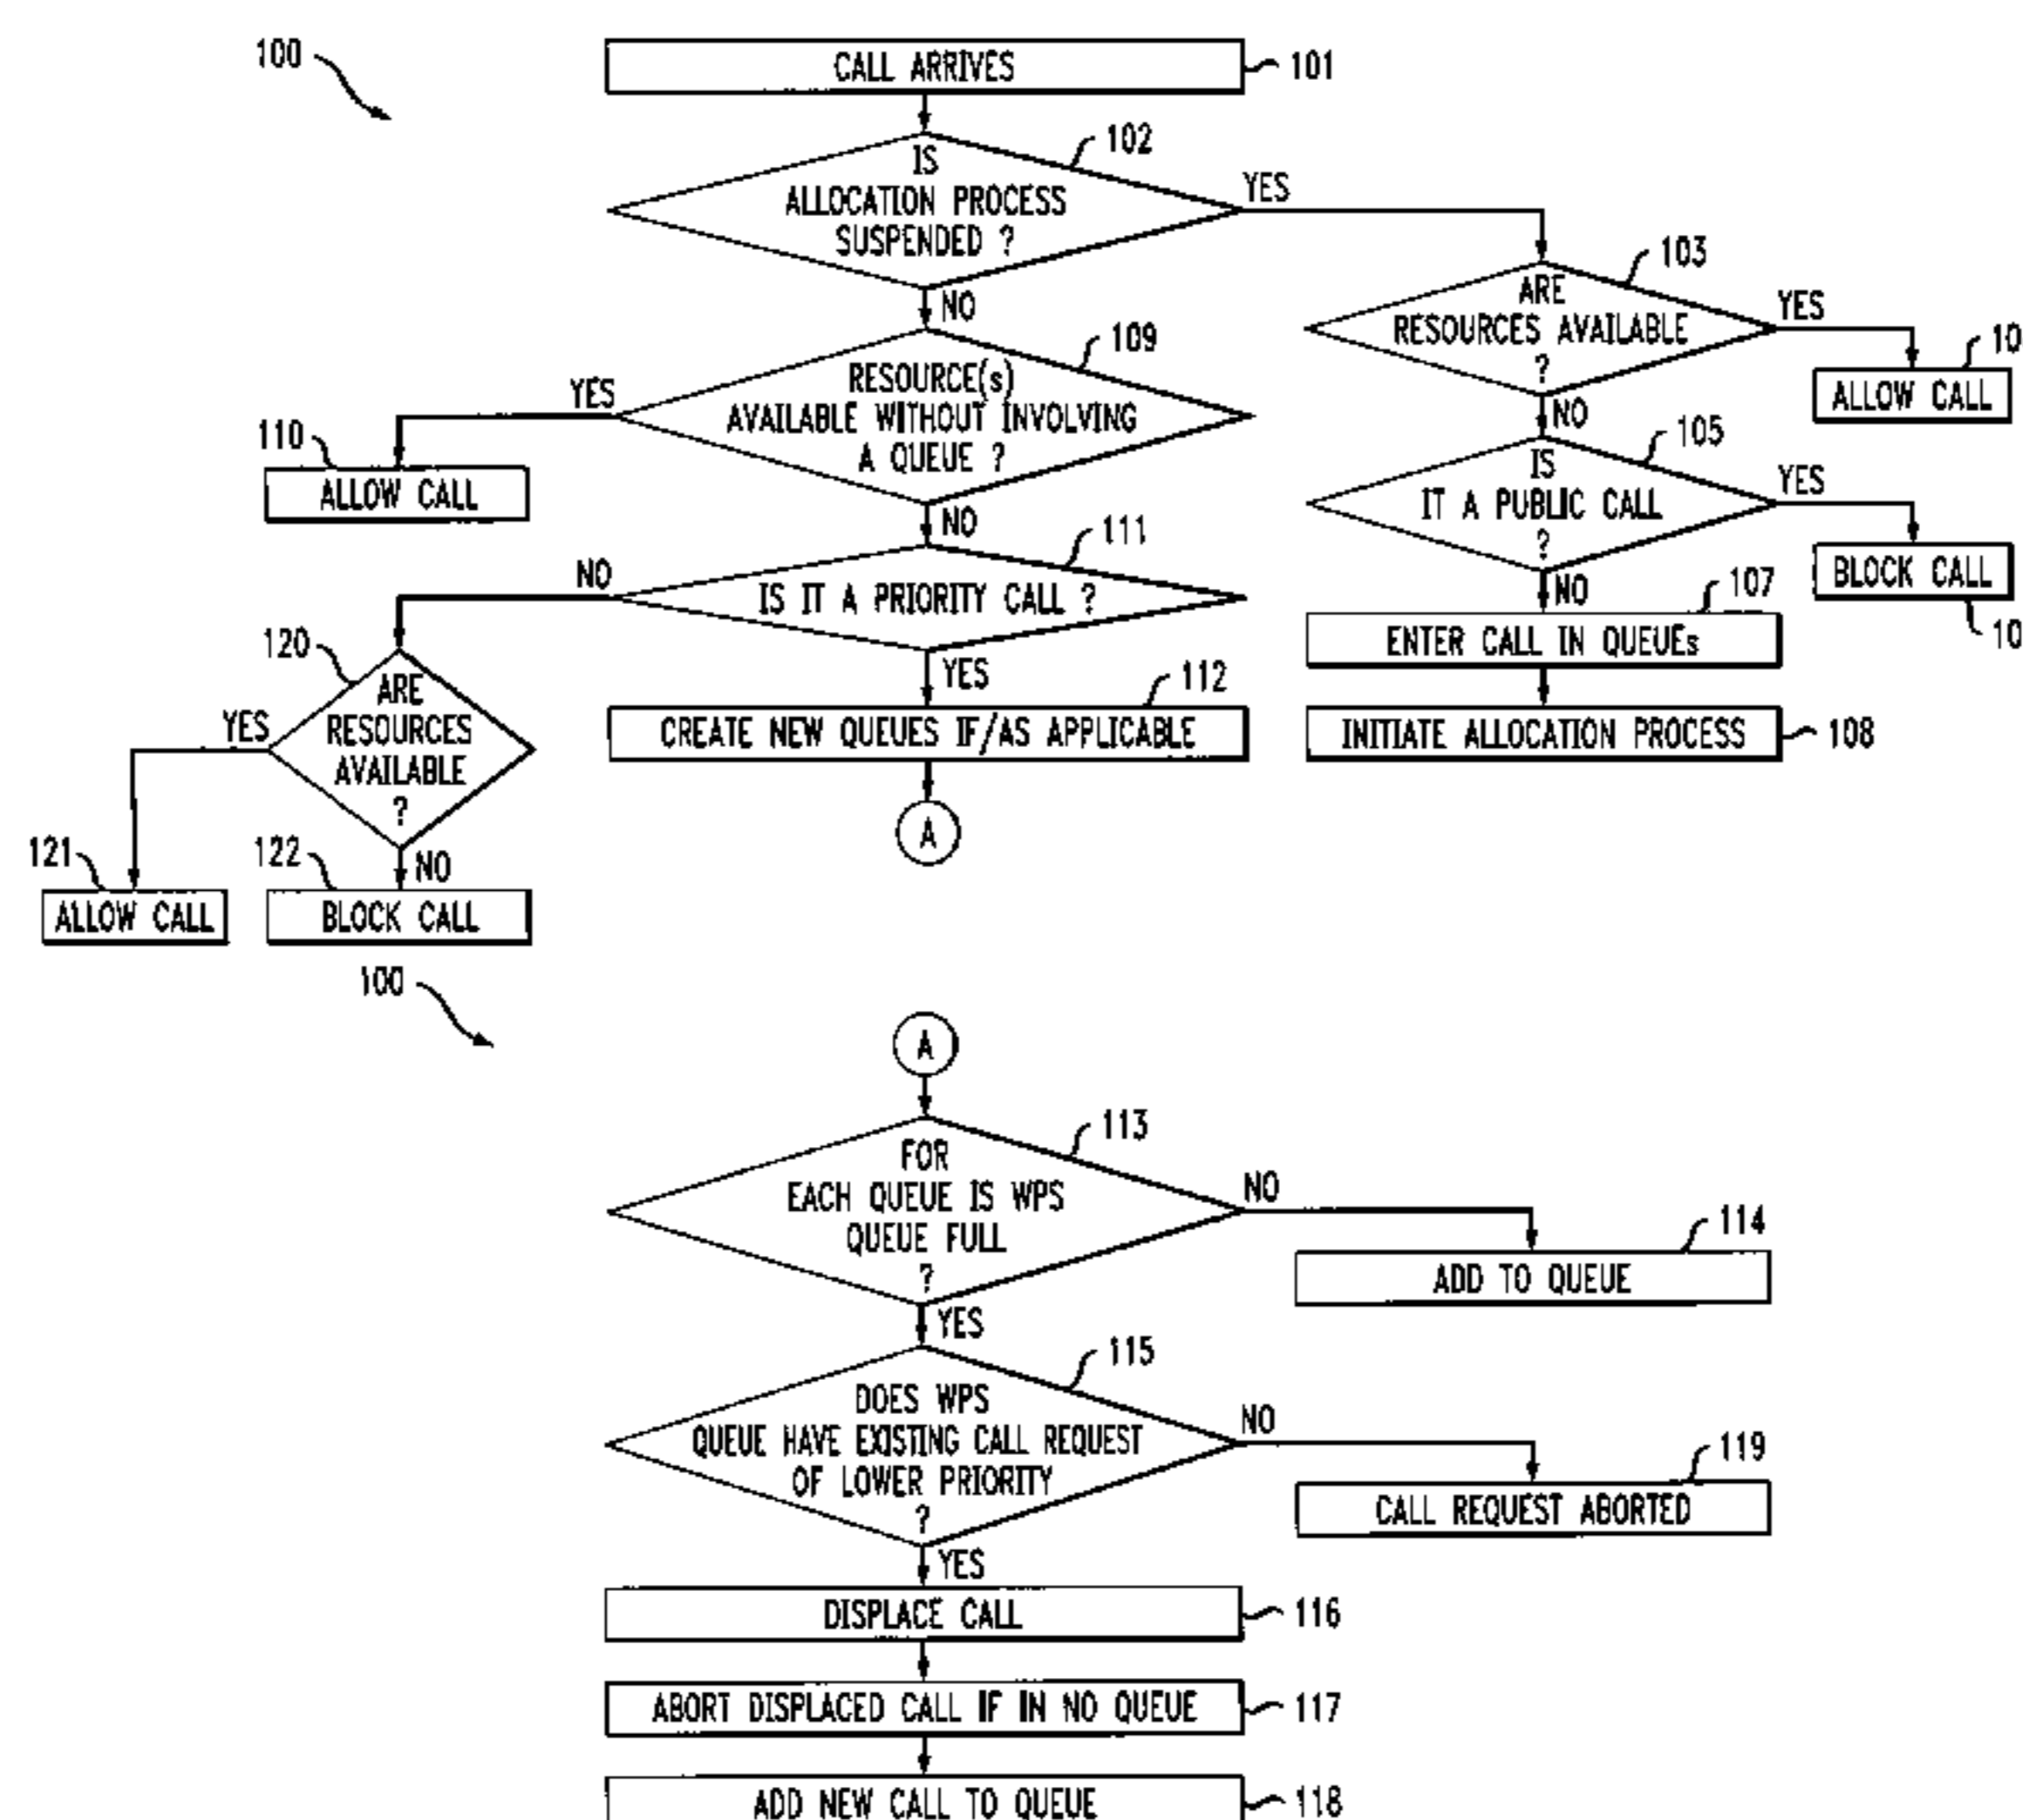 100
CALL ARRIVES
101
102
IS
ALLOCATION PROCESS
SUSPENDED ?
YES
NO
103
ARE
RESOURCES AVAILABLE
?
YES
10
ALLOW CALL
NO
109
RESOURCE(s)
AVAILABLE WITHOUT INVOLVING
A QUEUE ?
YES
110
ALLOW CALL
NO
105
IS
IT A PUBLIC CALL
?
YES
BLOCK CALL
10
NO
111
IS IT A PRIORITY CALL ?
NO
YES
107
ENTER CALL IN QUEUEs
112
CREATE NEW QUEUES IF/AS APPLICABLE
INITIATE ALLOCATION PROCESS
108
120
ARE
RESOURCES
AVAILABLE
?
YES
NO
A
121
ALLOW CALL
122
BLOCK CALL
100
A
113
FOR
EACH QUEUE IS WPS
QUEUE FULL
?
NO
114
ADD TO QUEUE
YES
115
DOES WPS
QUEUE HAVE EXISTING CALL REQUEST
OF LOWER PRIORITY
?
NO
119
CALL REQUEST ABORTED
YES
DISPLACE CALL
116
ABORT DISPLACED CALL IF IN NO QUEUE
117
ADD NEW CALL TO QUEUE
118